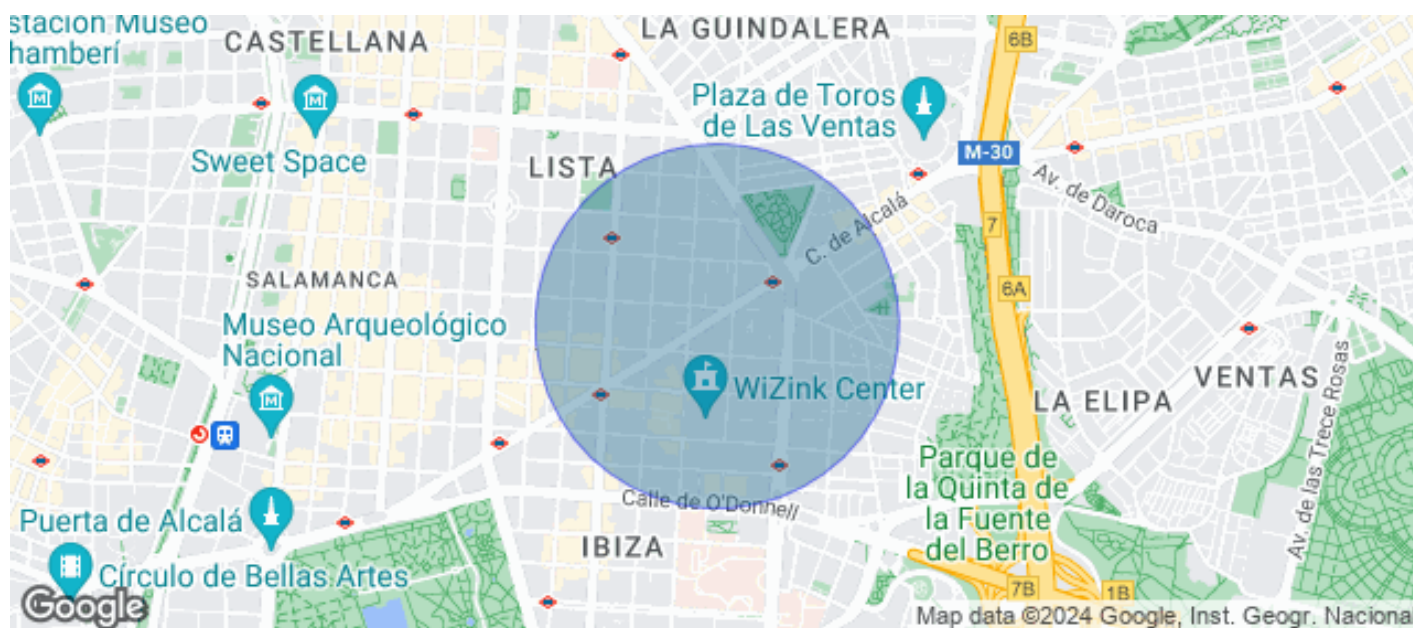 stación Museo
hamberí
CASTELLANA
LA GUINDALERA
6B
Plaza de Toros
de Las Ventas
Sweet Space
LISTA
M-30
Av. de Daroca
7
C. de Alcalá
SALAMANCA
6A
Museo Arqueológico
Nacional
WiZink Center
VENTAS
LA ELIPA
Av. de las Trece Rosas
Parque de
la Quinta de
la Fuente
del Berro
Calle de O'Donnell
Puerta de Alcalá
IBIZA
Círculo de Bellas Artes
7B
1B
Google
Map data ©2024 Google, Inst. Geogr. Naciona